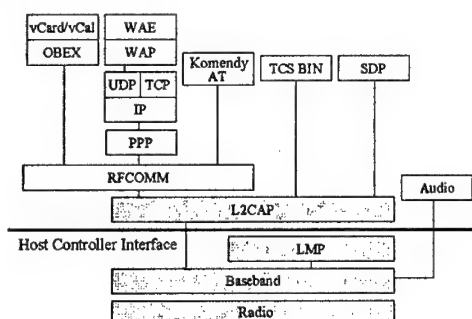 vCard/vCal
OBEX
WAE
WAP
UDP TCP
IP
PPP
Komendy
AT
TCS BIN
SDP
RFCOMM
Audio
L2CAP
Host Controller Interface
LMP
Baseband
Radio